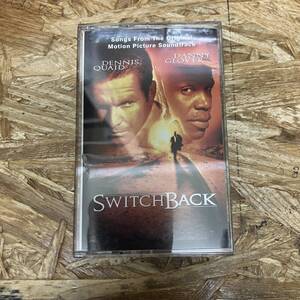 Songs From The Original
Motion Picture Soundtrack
DENNIS
QUAID
DANNY
GLOVER
SWITCHBACK